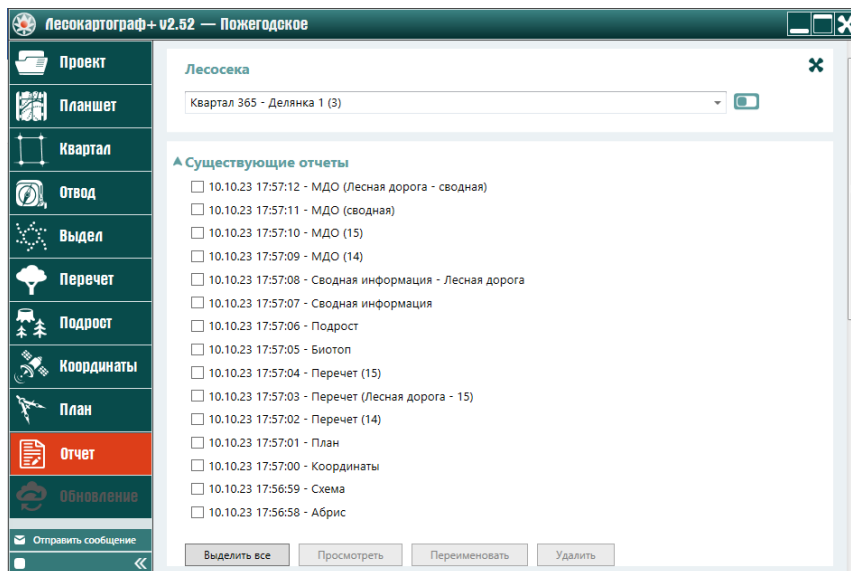 Лесокартограф+ v2.52 — Пожегодское
Проект
Планшет
Квартал
Отвод
Выдел
Перечет
Подрост
Координаты
План
Отчет
Обновление
Отправить сообщение
Лесосека
Квартал 365 - Делянка 1 (3)
Существующие отчеты
10.10.23 17:57:12 - МДО (Лесная дорога - сводная)
10.10.23 17:57:11 - МДО (сводная)
10.10.23 17:57:10 - МДО (15)
10.10.23 17:57:09 - МДО (14)
10.10.23 17:57:08 - Сводная информация - Лесная дорога
10.10.23 17:57:07 - Сводная информация
10.10.23 17:57:06 - Подрост
10.10.23 17:57:05 - Биотоп
10.10.23 17:57:04 - Перечет (15)
10.10.23 17:57:03 - Перечет (Лесная дорога - 15)
10.10.23 17:57:02 - Перечет (14)
10.10.23 17:57:01 - План
10.10.23 17:57:00 - Координаты
10.10.23 17:56:59 - Схема
10.10.23 17:56:58 - Абрис
Выделить все Просмотреть Переименовать Удалить